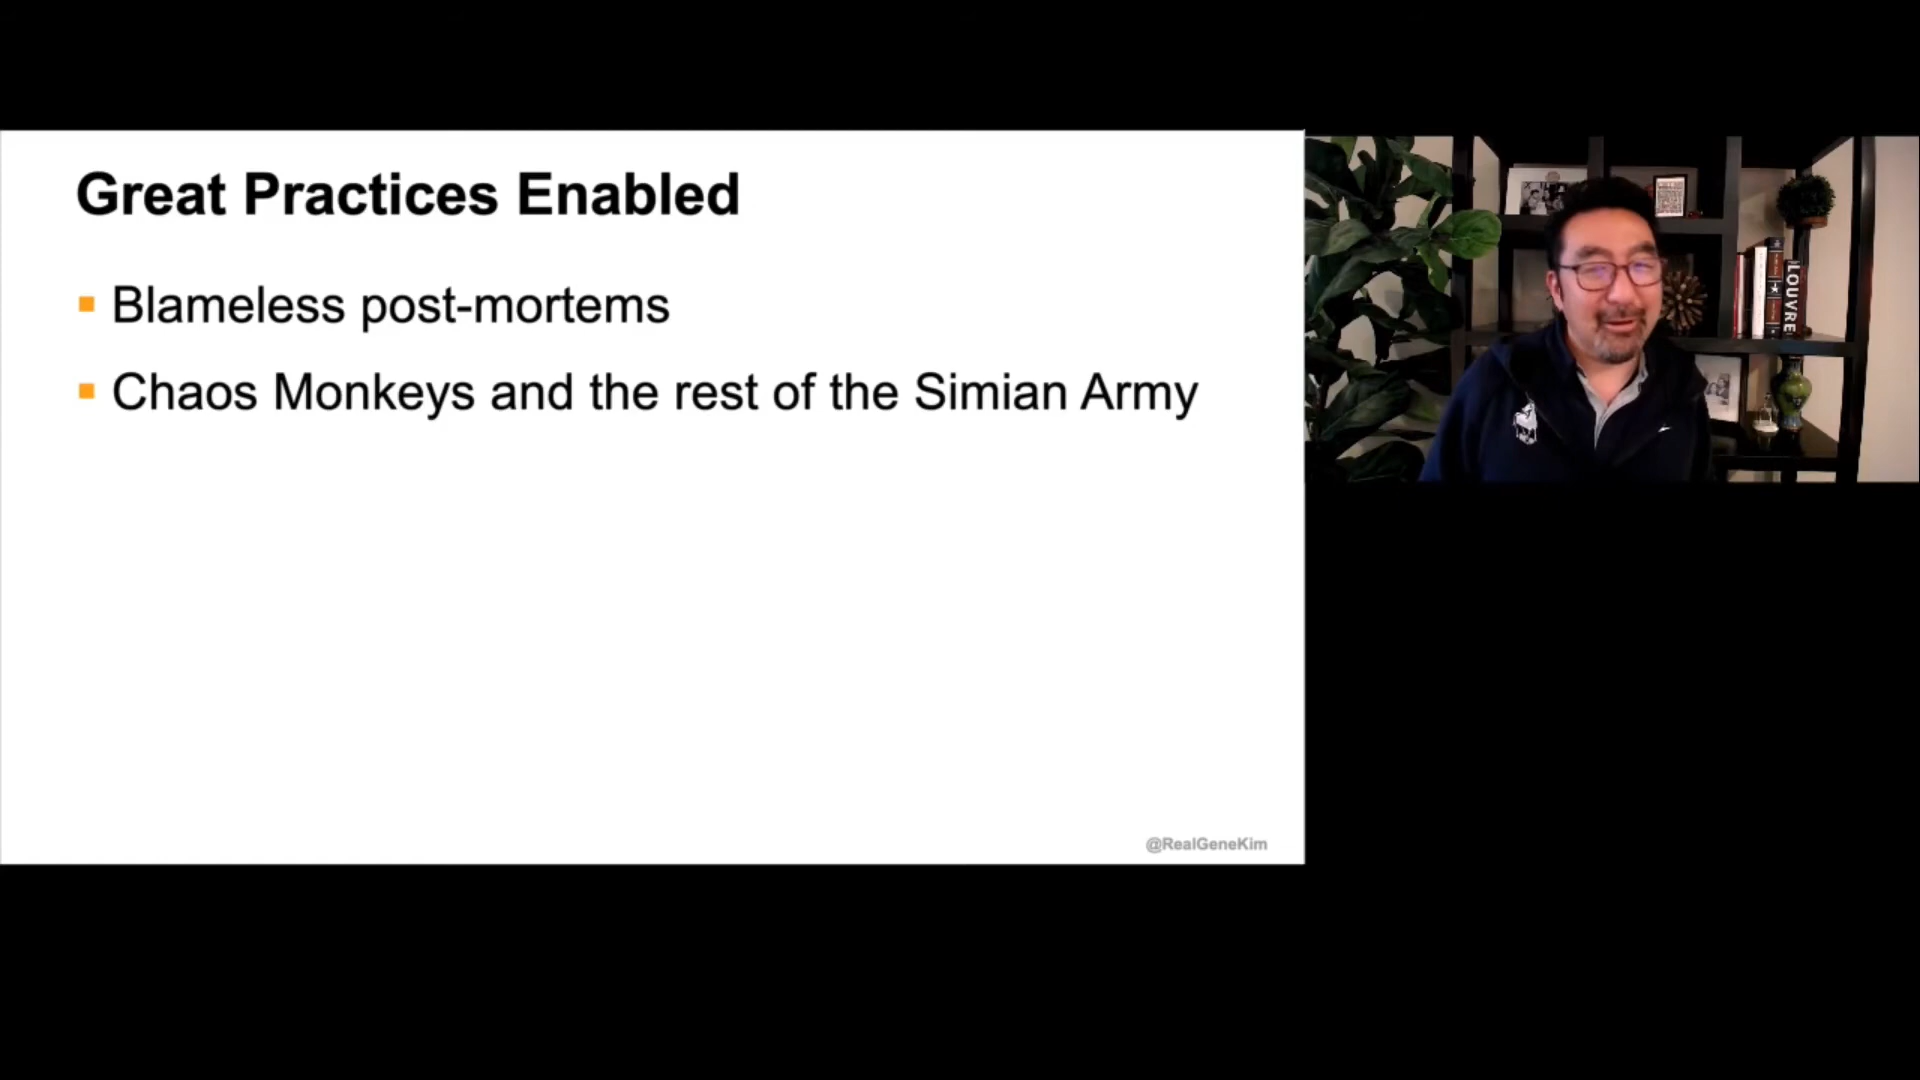 Great Practices Enabled
Blameless post-mortems
Chaos Monkeys and the rest of the Simian Army
@RealGeneKim
LOUVRE